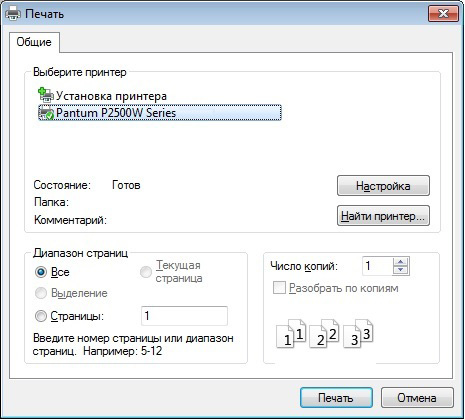 Печать
Общие
Выберите принтер
Установка принтера
Pantum P2500W Series
Состояние: Готов
Папка:
Комментарий:
Настройка
Найти принтер...
Диапазон страниц
Все
Текущая
страница
Выделение
Страницы: 1
Введите номер страницы или диапазон
страниц. Например: 5-12
Число копий: 1
Разобрать по копиям
1 1 2 2 3 3
Печать
Отмена